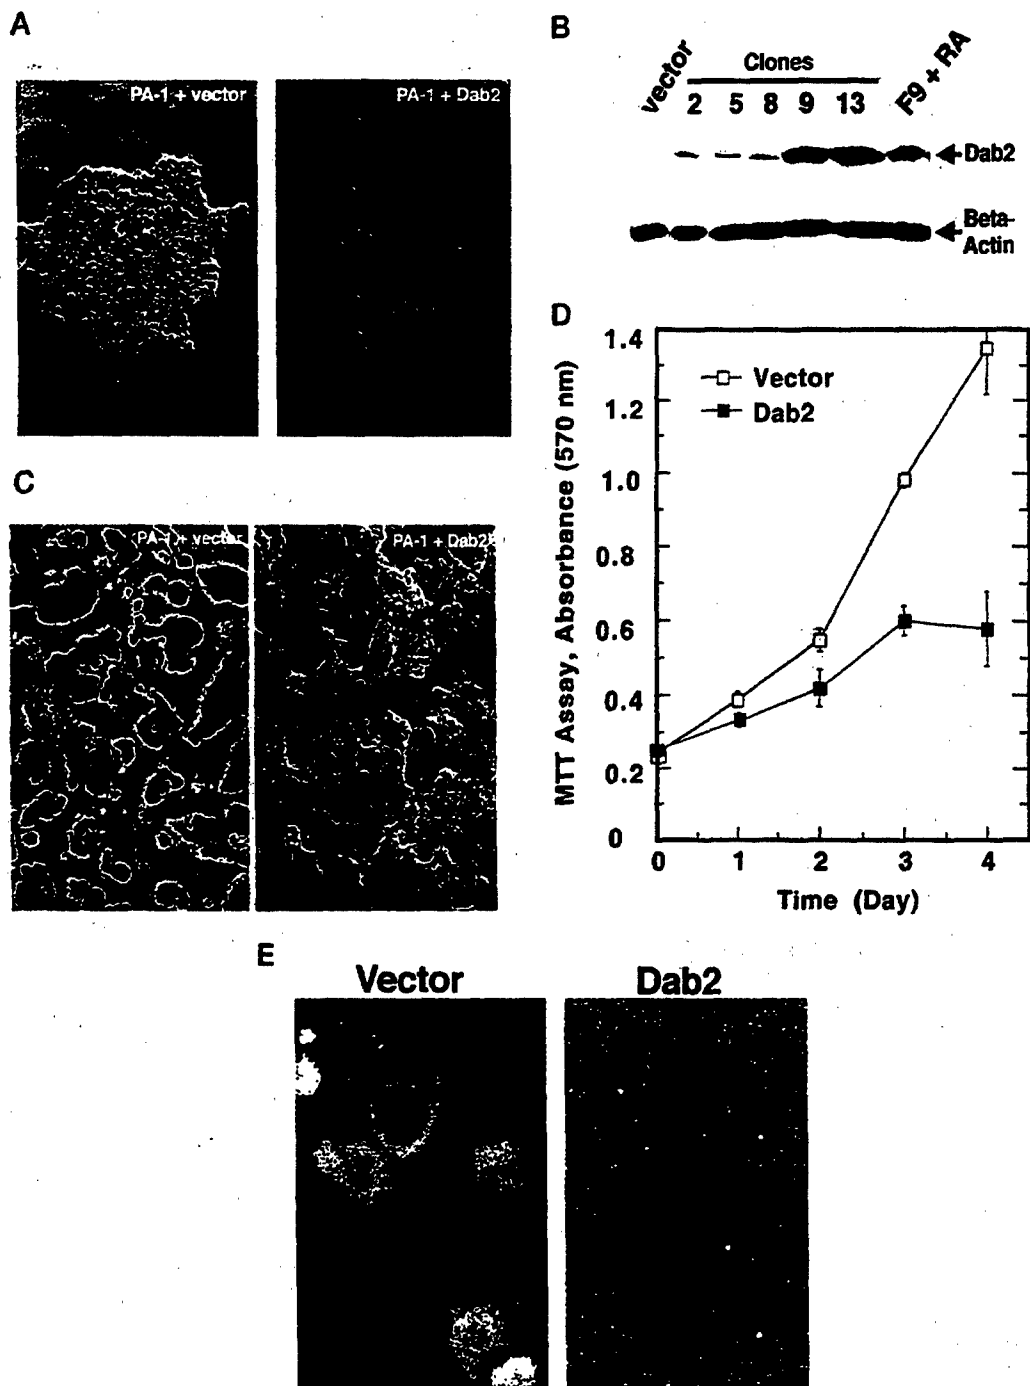 A
PA-1 + vector
PA-1 + Dab2
B
vector
Clones
2 5 8 9 13
F9 + RA
Dab2
Beta-
Actin
C
PA-1 + vector
PA-1 + Dab2
D
1.4
1.2
1.0
0.8
0.6
0.4
0.2
0
MTT Assay, Absorbance (570 nm)
Vector
Dab2
0 1 2 3 4
Time (Day)
E
Vector
Dab2